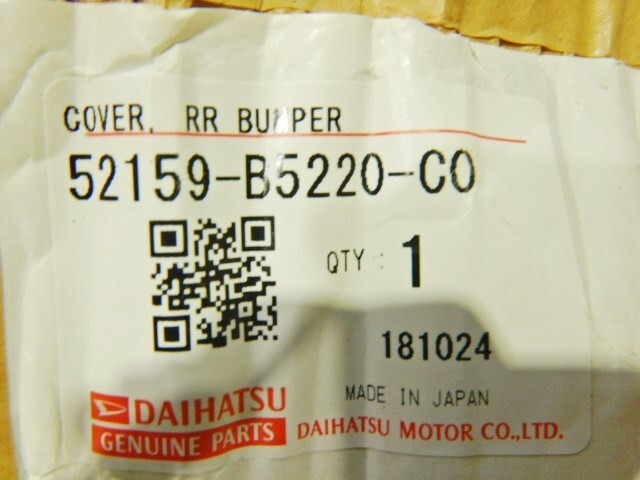 COVER, RR BUMPER
52159-B5220-C0
QTY : 1
181024
MADE IN JAPAN
DAIHATSU
GENUINE PARTS
DAIHATSU MOTOR CO.,LTD.